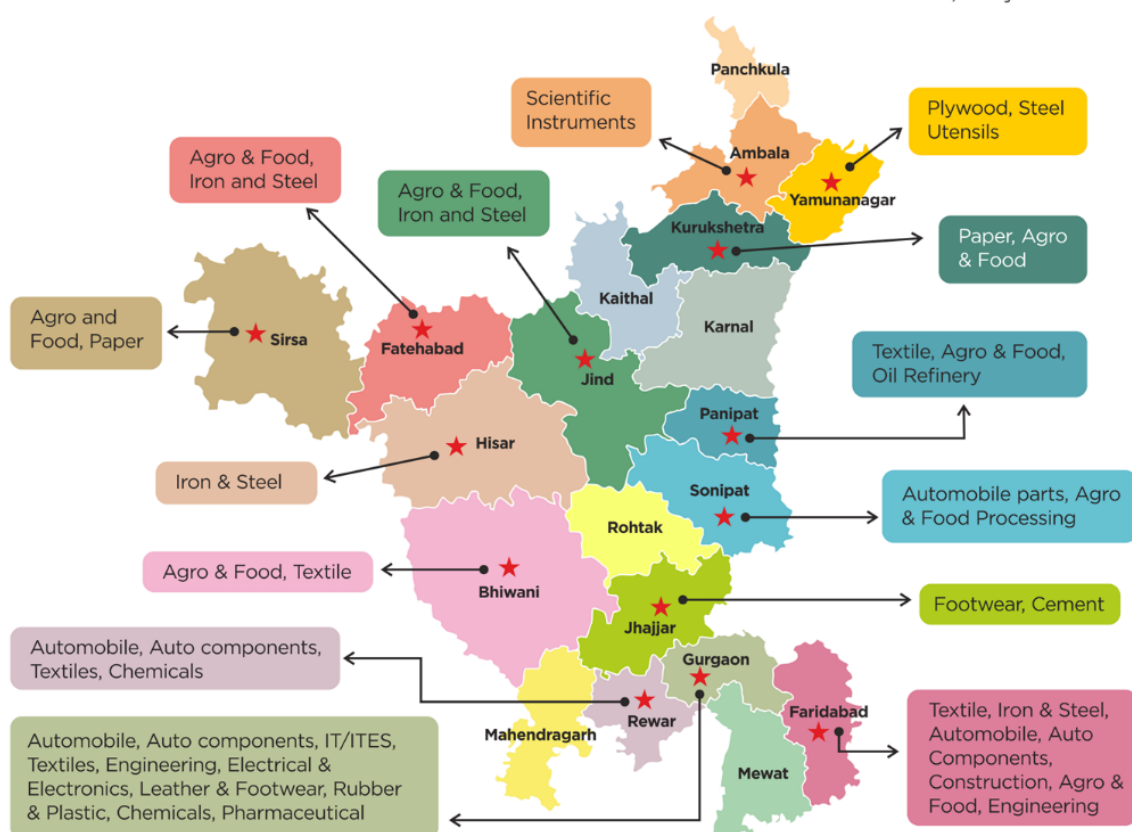 Panchkula
Scientific
Instruments
Plywood, Steel
Utensils
Ambala
Agro & Food,
Iron and Steel
Agro & Food,
Iron and Steel
Yamunanagar
Kurukshetra
Paper, Agro
& Food
Kaithal
Karnal
Agro and
Food, Paper
Sirsa
Fatehabad
Jind
Textile, Agro & Food,
Oil Refinery
Panipat
Hisar
Iron & Steel
Sonipat
Automobile parts, Agro
& Food Processing
Rohtak
Agro & Food, Textile
Bhiwani
Footwear, Cement
Jhajjar
Automobile, Auto components,
Textiles, Chemicals
Gurgaon
Rewar
Faridabad
Mahendragarh
Mewat
Textile, Iron & Steel,
Automobile, Auto
Components,
Construction, Agro &
Food, Engineering
Automobile, Auto components, IT/ITES,
Textiles, Engineering, Electrical &
Electronics, Leather & Footwear, Rubber
& Plastic, Chemicals, Pharmaceutical